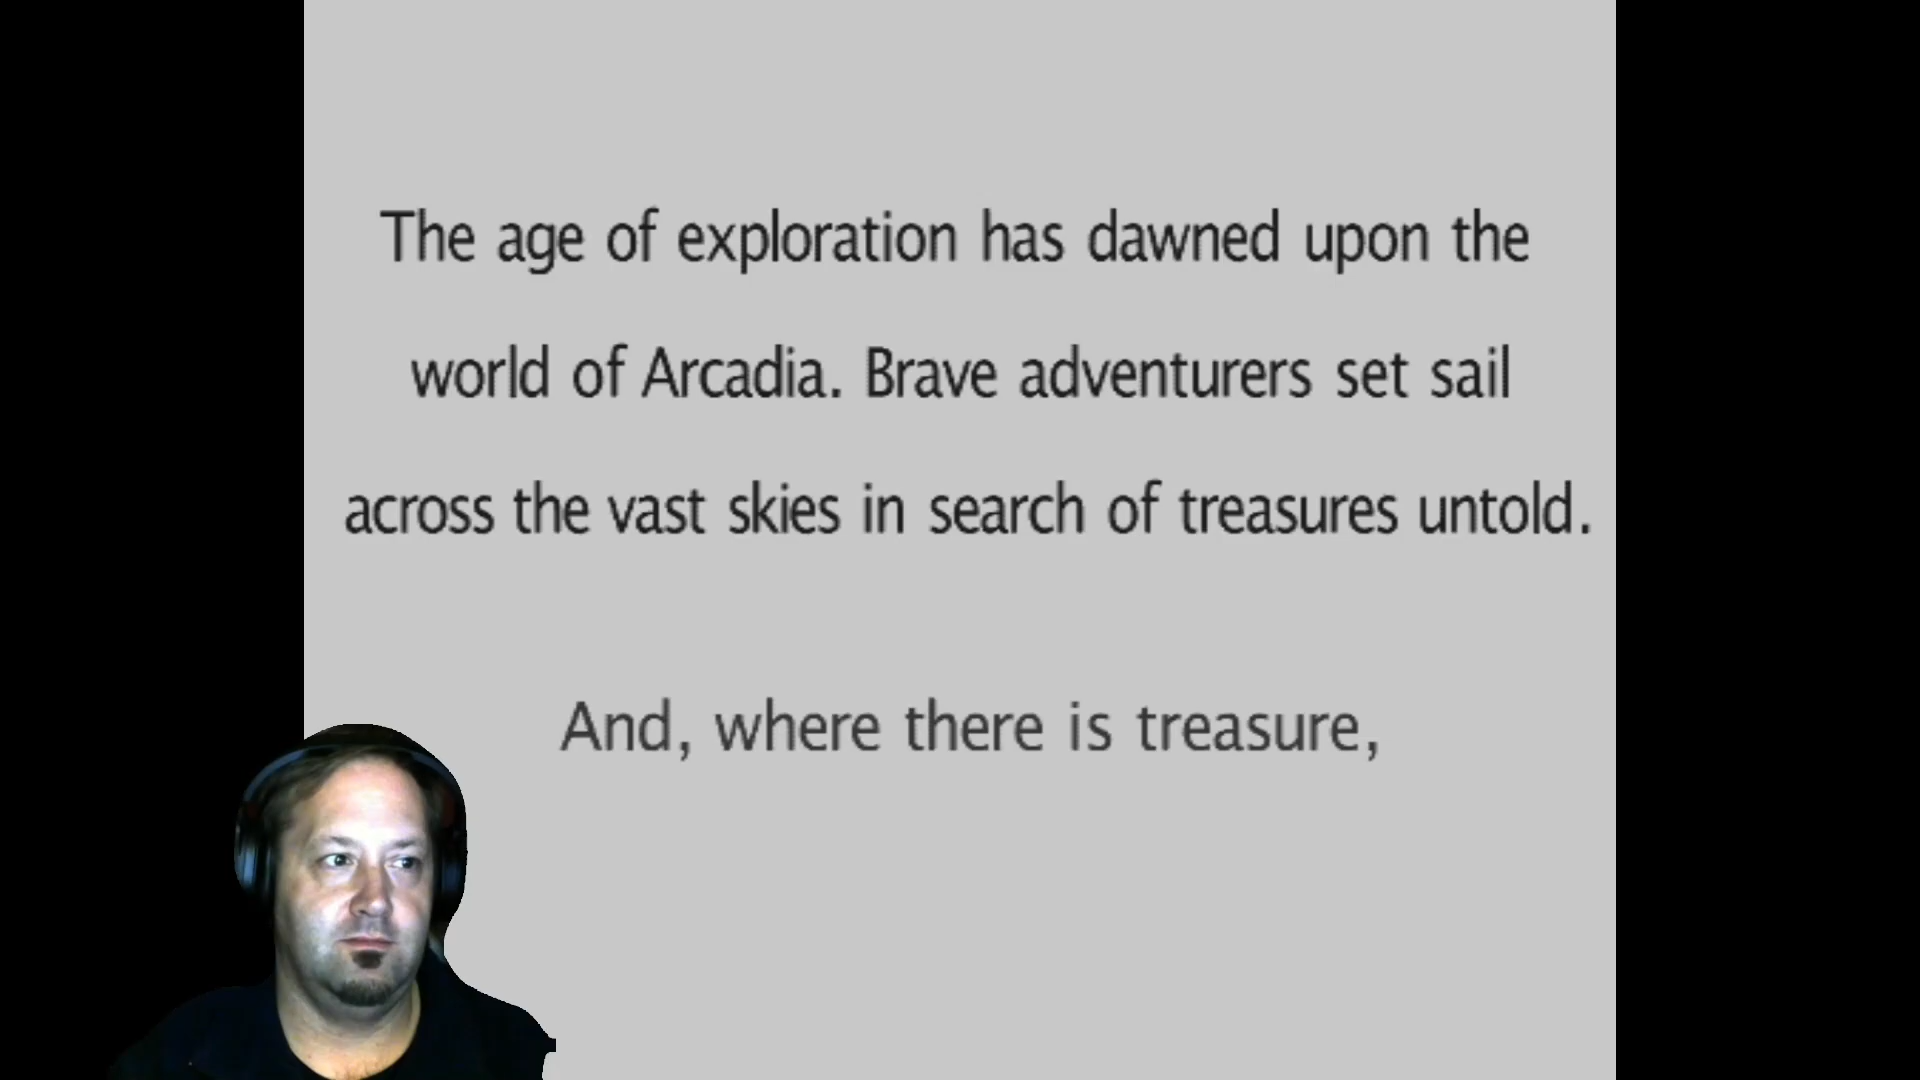 The age of exploration has dawned upon the
world of Arcadia. Brave adventurers set sail
across the vast skies in search of treasures untold.
And, where there is treasure,